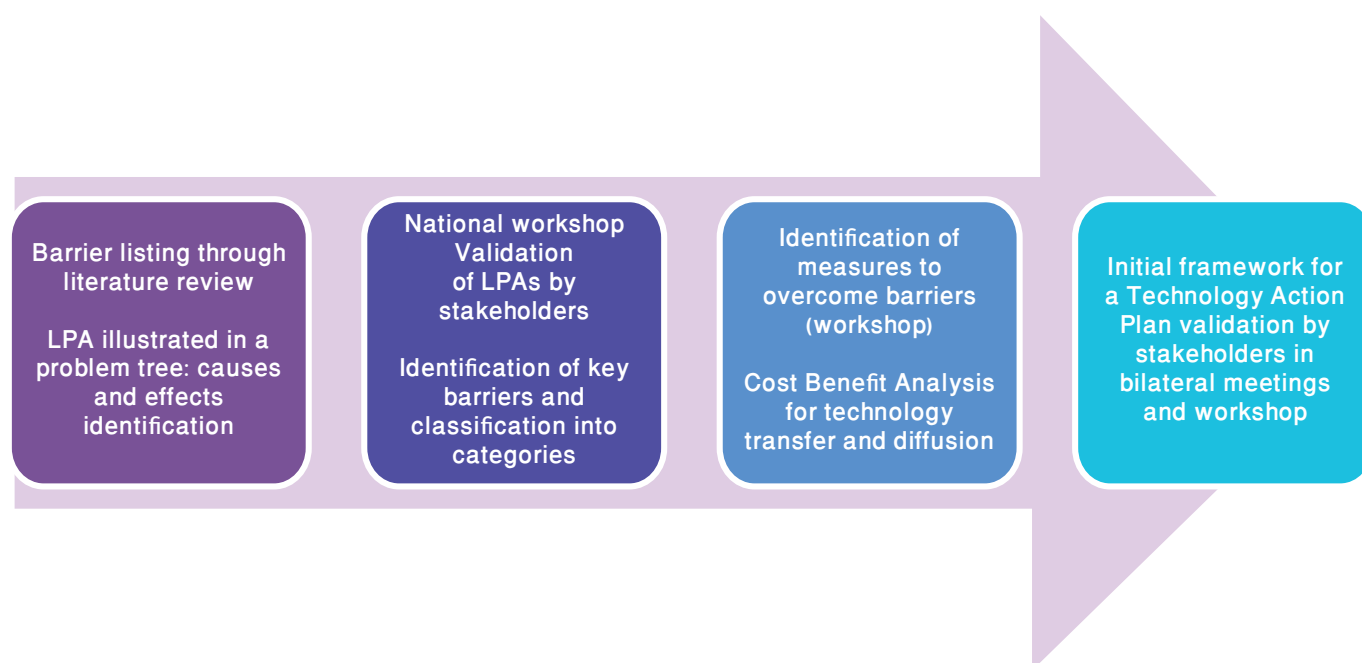 Barrier listing through
literature review
LPA illustrated in a
problem tree: causes
and effects
identification
National workshop
Validation
of LPAs by
stakeholders
Identification of key
barriers and
classification into
categories
Identification of
measures to
overcome barriers
(workshop)
Cost Benefit Analysis
for technology
transfer and diffusion
Initial framework for
a Technology Action
Plan validation by
stakeholders in
bilateral meetings
and workshop